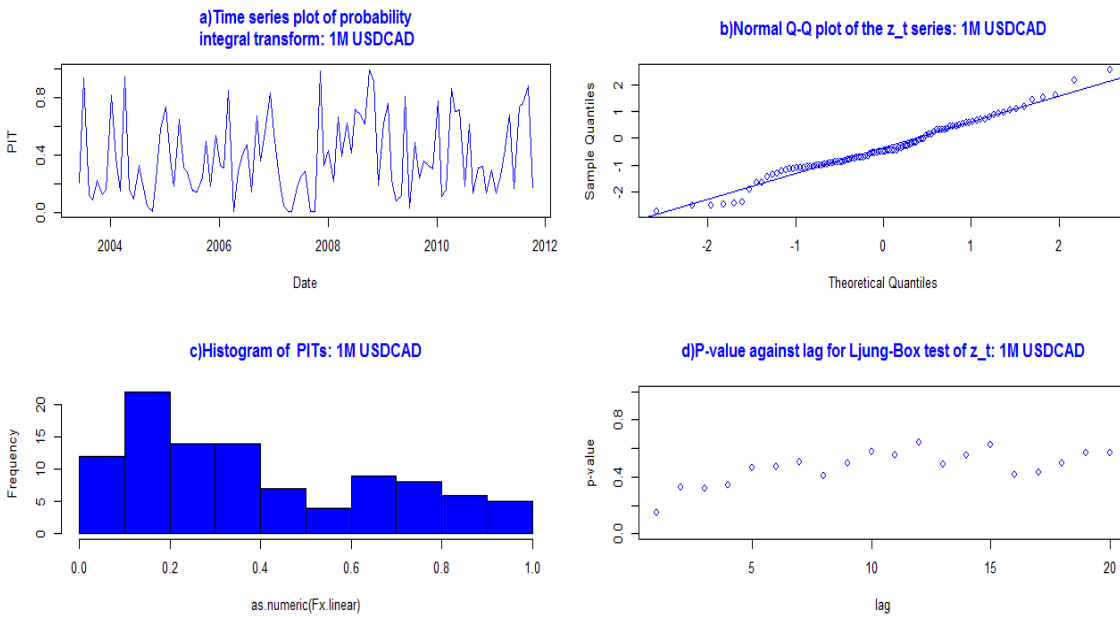 a)Time series plot of probability
integral transform: 1M USDCAD
PIT
0.0 0.4 0.8
2004 2006 2008 2010 2012
Date
b)Normal Q-Q plot of the z_t series: 1M USDCAD
Sample Quantiles
-2 -1 0 1 2
-2 -1 0 1 2
Theoretical Quantiles
c)Histogram of PITs: 1M USDCAD
Frequency
0 5 10 15 20
0.0 0.2 0.4 0.6 0.8 1.0
as.numeric(Fx.linear)
d)P-value against lag for Ljung-Box test of z_t: 1M USDCAD
p-value
0.0 0.4 0.8
5 10 15 20
lag